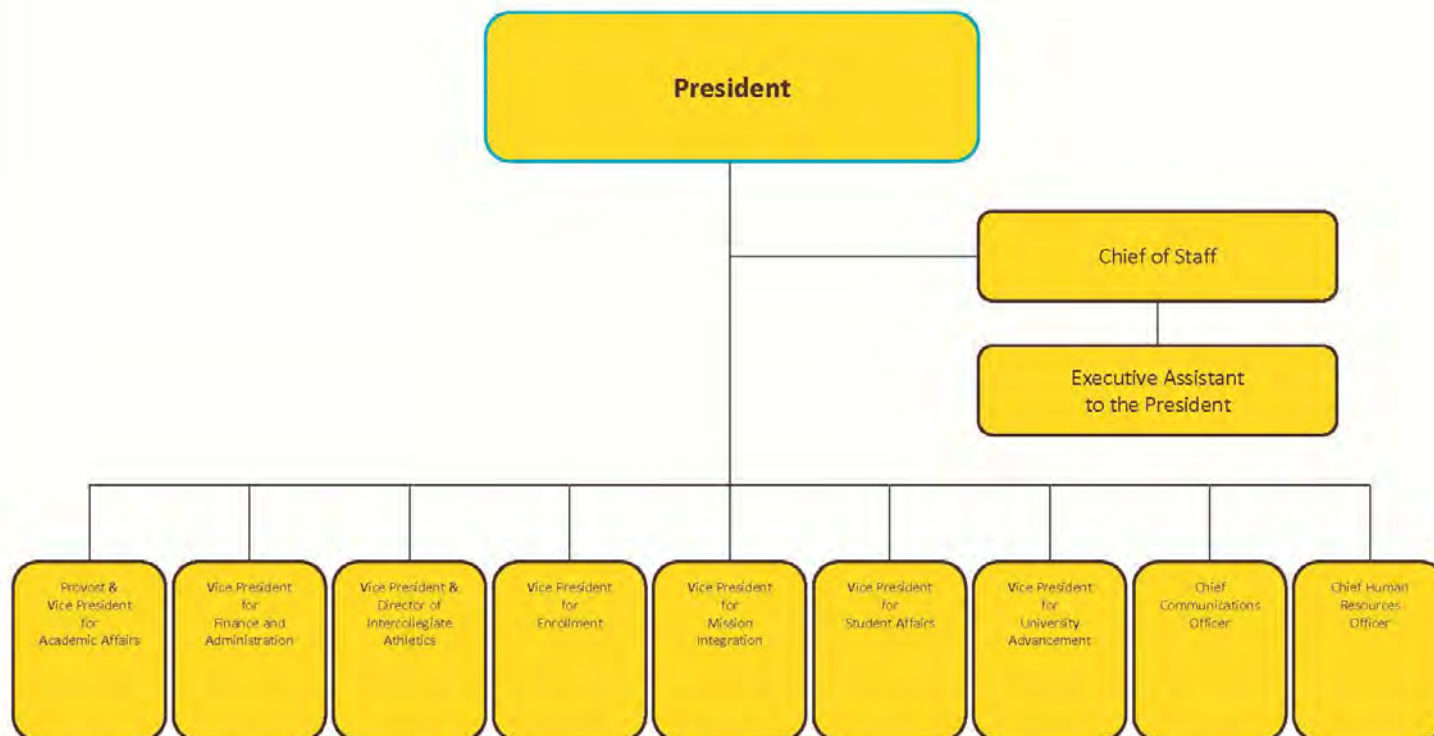 President
Chief of Staff
Executive Assistant
to the President
Provost &
Vice President
for
Academic Affairs
Vice President
for
Finance and
Administration
Vice President &
Director of
Intercollegiate
Athletics
Vice President
for
Enrollment
Vice President
for
Mission
Integration
Vice President
for
Student Affairs
Vice President
for
University
Advancement
Chief
Communications
Officer
Chief Human
Resources
Officer